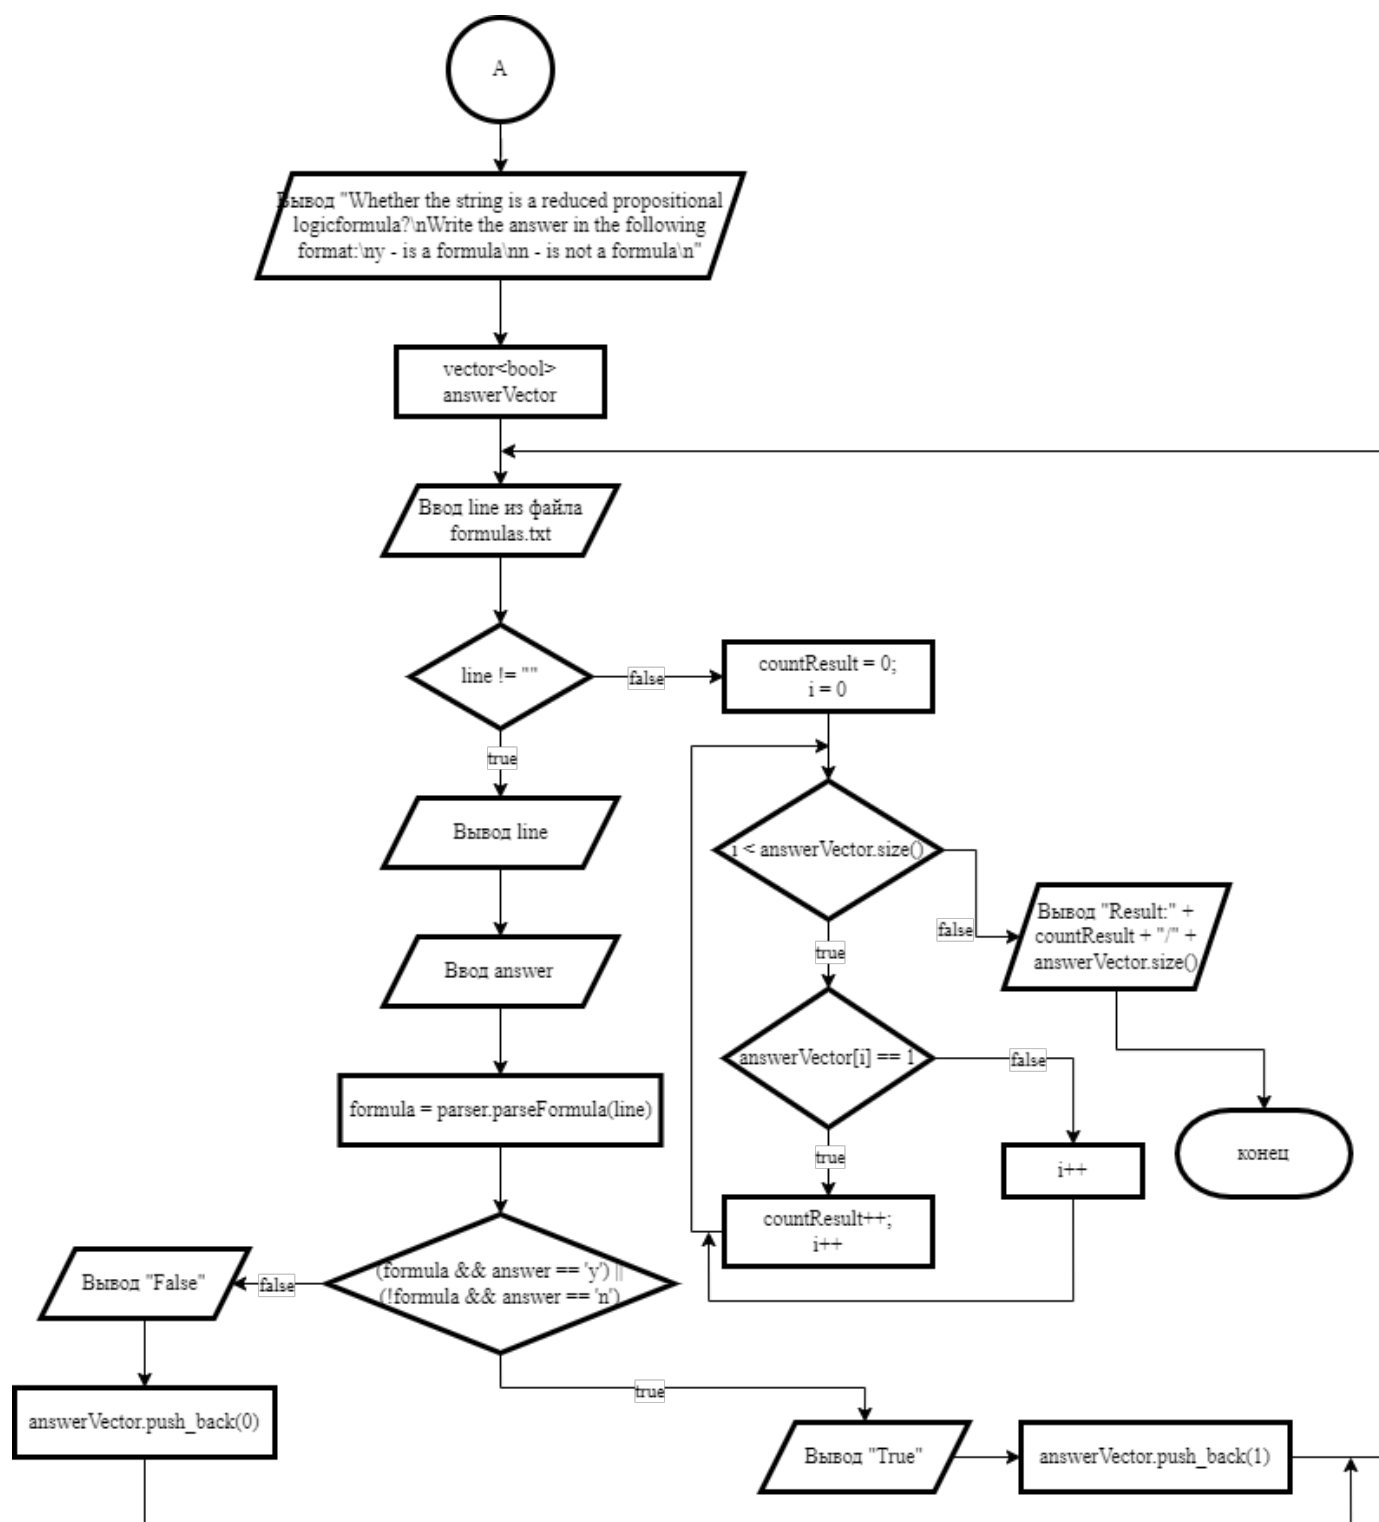 A
Вывод "Whether the string is a reduced propositional
logicformula?\nWrite the answer in the following
format:\ny - is a formula\nn - is not a formula\n"
vector<bool>
answerVector
Ввод line из файла
formulas.txt
line != ""
false
countResult = 0;
i = 0
true
Вывод line
i < answerVector.size()
false
Вывод "Result:" +
countResult + "/" +
answerVector.size()
true
Ввод answer
answerVector[i] == 1
false
formula = parser.parseFormula(line)
true
i++
конец
countResult++;
i++
(formula && answer == 'y') ||
(!formula && answer == 'n')
false
Вывод "False"
true
answerVector.push_back(0)
Вывод "True"
answerVector.push_back(1)